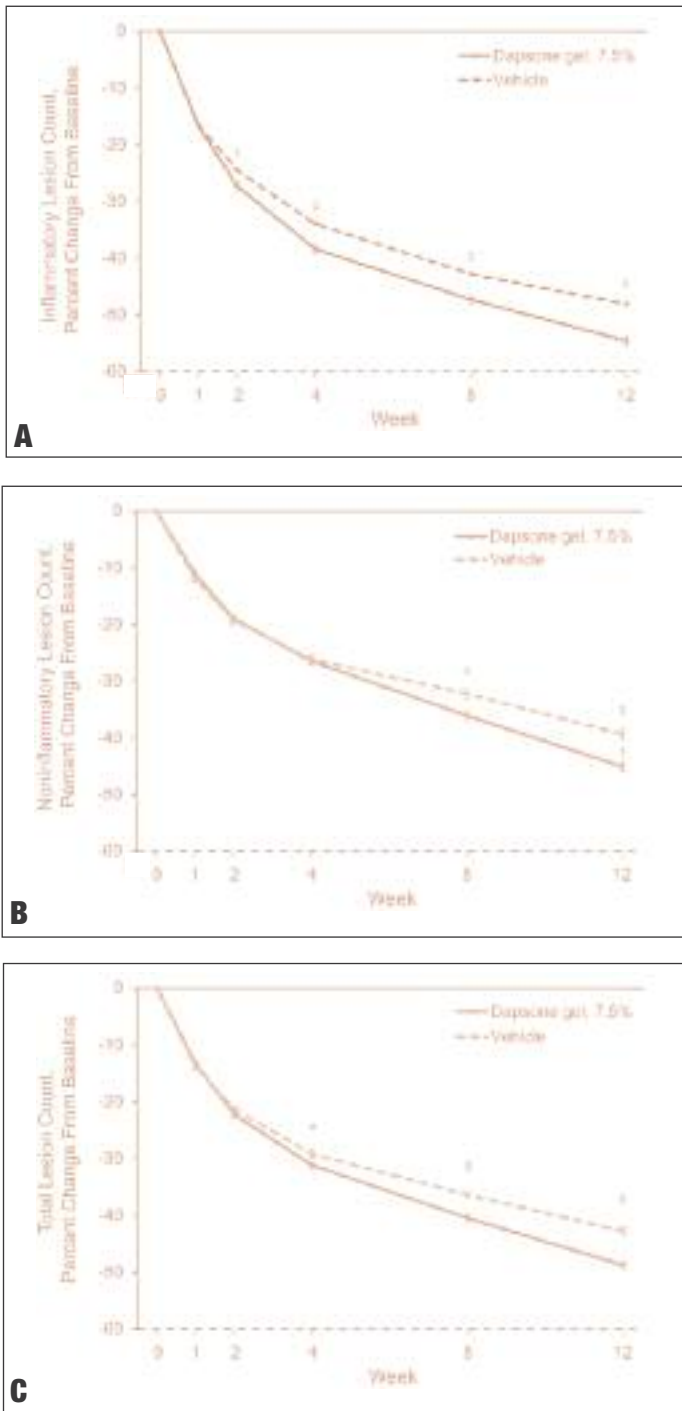 0
-10
-20
-30
-40
-50
-60
Inflammatory Lesion Count,
Percent Change From Baseline
Dapsone gel, 7.5%
Vehicle
0 1 2 4 8 12
Week
A
0
-10
-20
-30
-40
-50
-60
Noninflammatory Lesion Count,
Percent Change From Baseline
Dapsone gel, 7.5%
Vehicle
0 1 2 4 8 12
Week
B
0
-10
-20
-30
-40
-50
-60
Total Lesion Count,
Percent Change From Baseline
Dapsone gel, 7.5%
Vehicle
0 1 2 4 8 12
Week
C